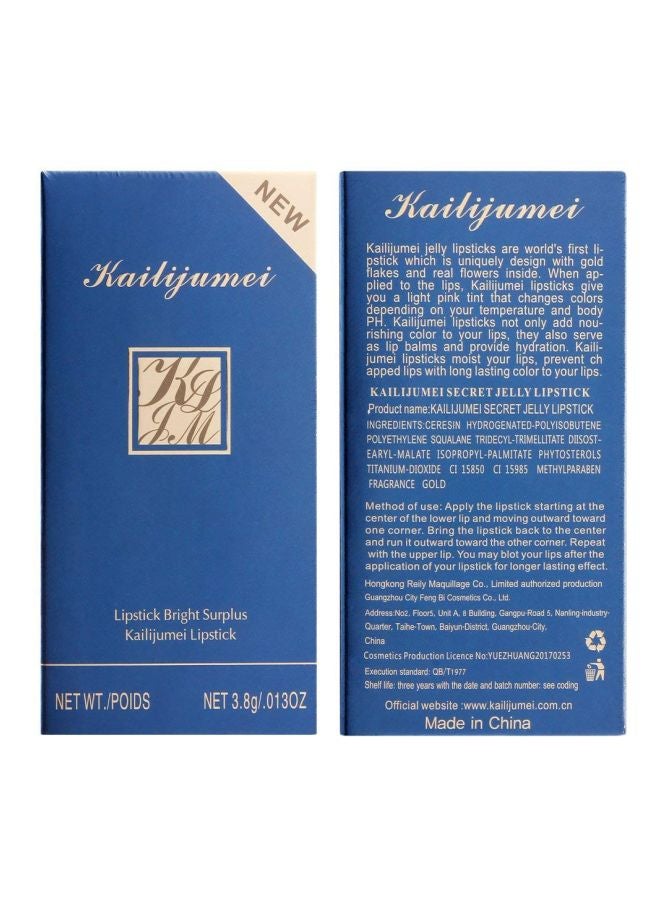 NEW
Kailijumei
KJ
JM
Lipstick Bright Surplus
Kailijumei Lipstick
NET WT./POIDS NET 3.8g/.013OZ
Kailijumei
Kailijumei jelly lipsticks are world's first li-
pstick which is uniquely design with gold
flakes and real flowers inside. When ap-
plied to the lips, Kailijumei lipsticks give
you a light pink tint that changes colors
depending on your temperature and body
PH. Kailijumei lipsticks not only add nou-
rishing color to your lips, they also serve
as lip balms and provide hydration. Kaili-
jumei lipsticks moist your lips, prevent ch
apped lips with long lasting color to your lips.
KAILIJUMEI SECRET JELLY LIPSTICK
Product name:KAILIJUMEI SECRET JELLY LIPSTICK
INGREDIENTS:CERESIN HYDROGENATED-POLYISOBUTENE
POLYETHYLENE SQUALANE TRIDECYL-TRIMELLITATE DIISOST-
EARYL-MALATE ISOPROPYL-PALMITATE PHYTOSTEROLS
TITANIUM-DIOXIDE CI 15850 CI 15985 METHYLPARABEN
FRAGRANCE GOLD
Method of use: Apply the lipstick starting at the
center of the lower lip and moving outward toward
one corner. Bring the lipstick back to the center
and run it outward toward the other corner. Repeat
with the upper lip. You may blot your lips after the
application of your lipstick for longer lasting effect.
Hongkong Reily Maquillage Co., Limited authorized production
Guangzhou City Feng Bi Cosmetics Co., Ltd.
Address:No2, Floor5, Unit A, 8 Building, Gangpu-Road 5, Nanling-industry-
Quarter, Taihe-Town, Baiyun-District, Guangzhou-City.
China
Cosmetics Production Licence No:YUEZHUANG20170253
Execution standard: QB/T1977
Shelf life: three years with the date and batch number: see coding
Official website :www.kailijumei.com.cn
Made in China